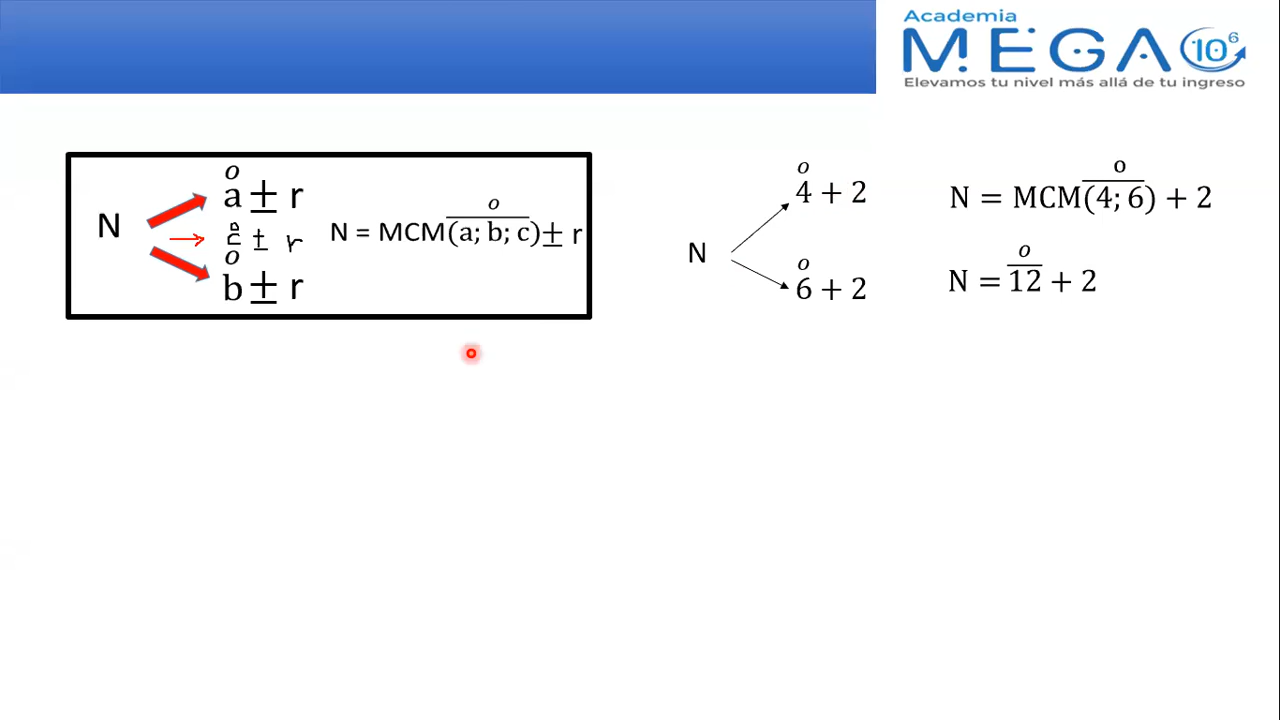 Academia
MEGA 10⁶
Elevamos tu nivel más allá de tu ingreso
o
a ± r
N
o
c ± r
o
N = MCM(a; b; c) ± r
o
b ± r
o
4 + 2
N
o
6 + 2
o
N = MCM(4; 6) + 2
o
N = 12 + 2